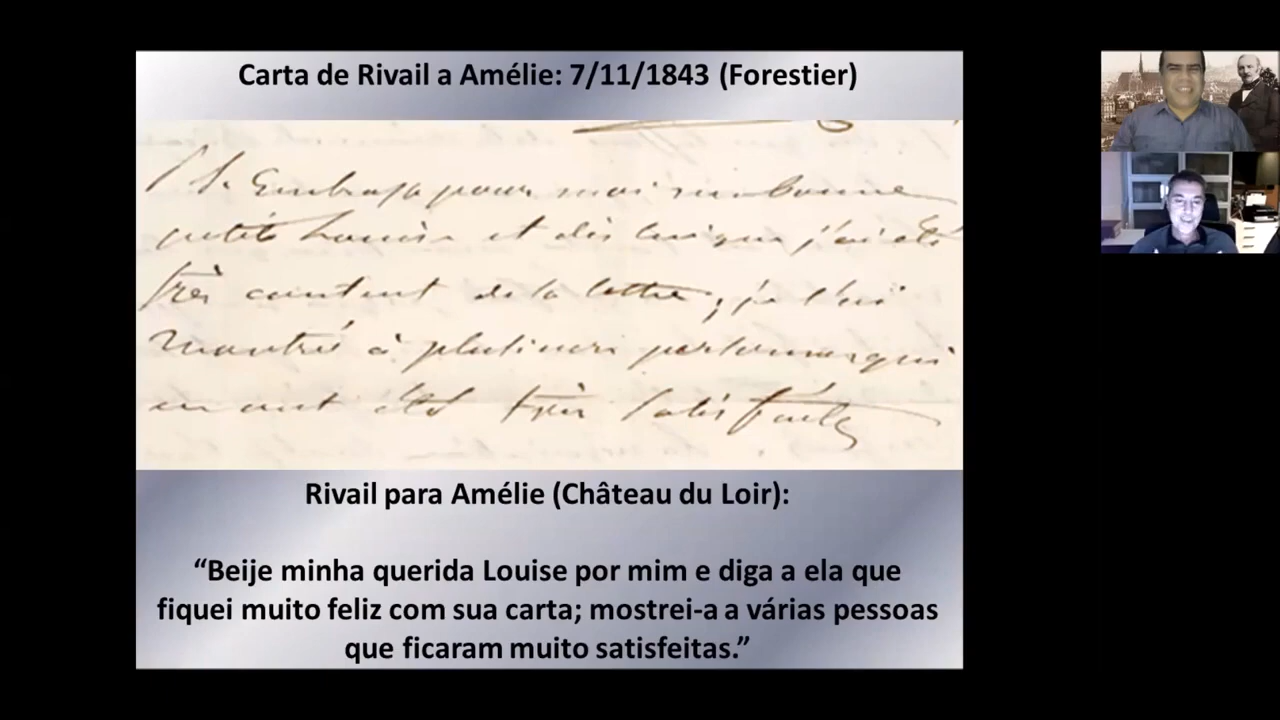 Carta de Rivail a Amélie: 7/11/1843 (Forestier)
P. S. Embrasse pour moi ma bonne
petite Louise et dis lui que j'ai été
très content de sa lettre, je l'ai
montré à plusieurs personnes qui
en ont été très satisfaites
Rivail para Amélie (Château du Loir):
“Beije minha querida Louise por mim e diga a ela que
fiquei muito feliz com sua carta; mostrei-a a várias pessoas
que ficaram muito satisfeitas.”